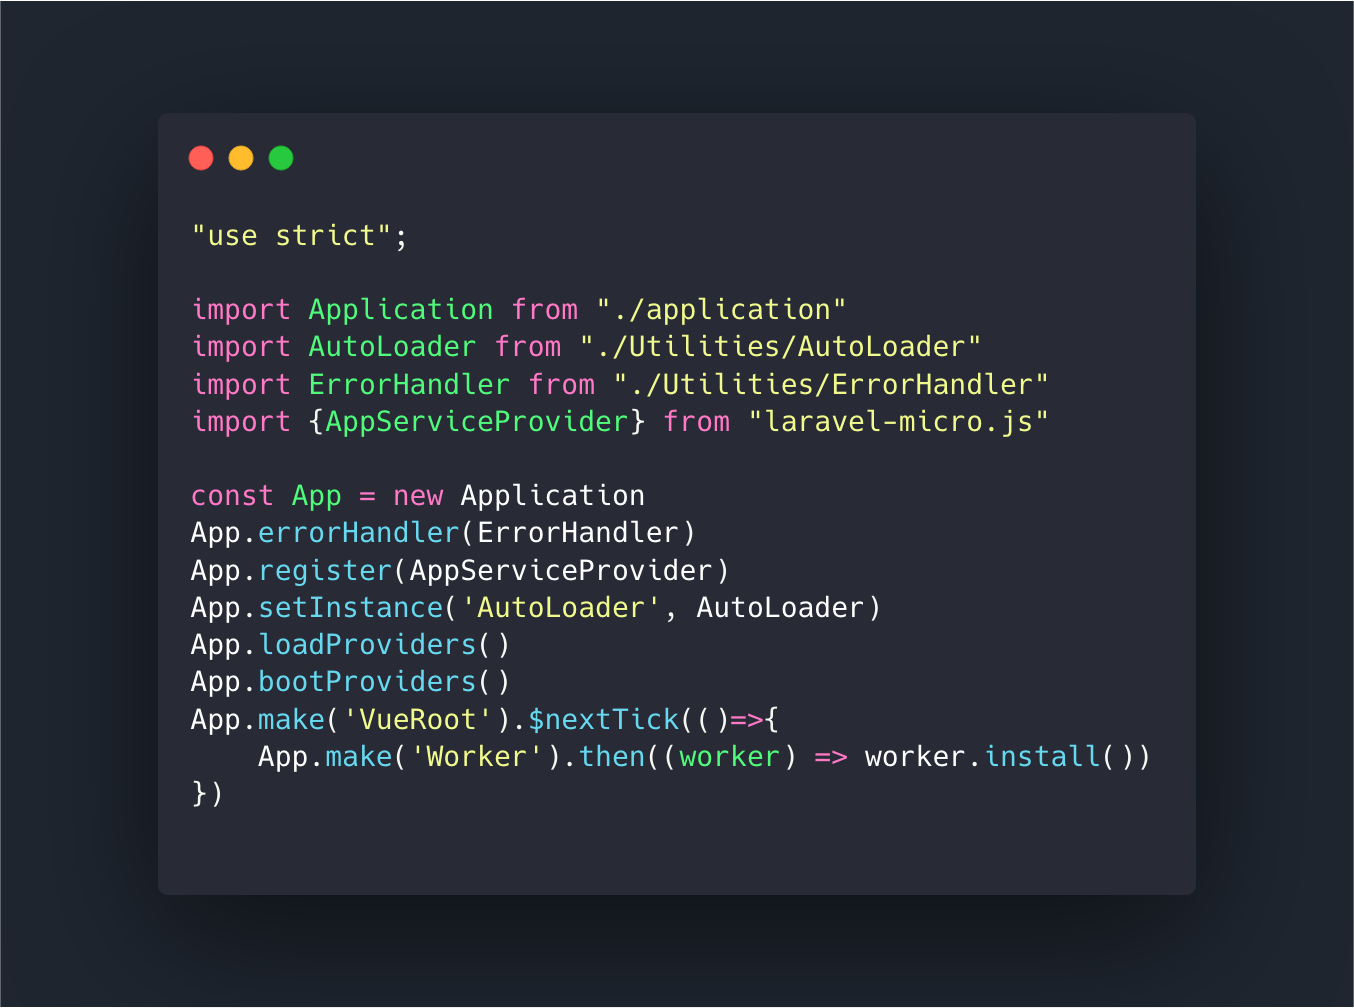 "use strict";
import Application from "./application"
import AutoLoader from "./Utilities/AutoLoader"
import ErrorHandler from "./Utilities/ErrorHandler"
import {AppServiceProvider} from "laravel-micro.js"
const App = new Application
App.errorHandler(ErrorHandler)
App.register(AppServiceProvider)
App.setInstance('AutoLoader', AutoLoader)
App.loadProviders()
App.bootProviders()
App.make('VueRoot').$nextTick(()=>{
    App.make('Worker').then((worker) => worker.install())
})